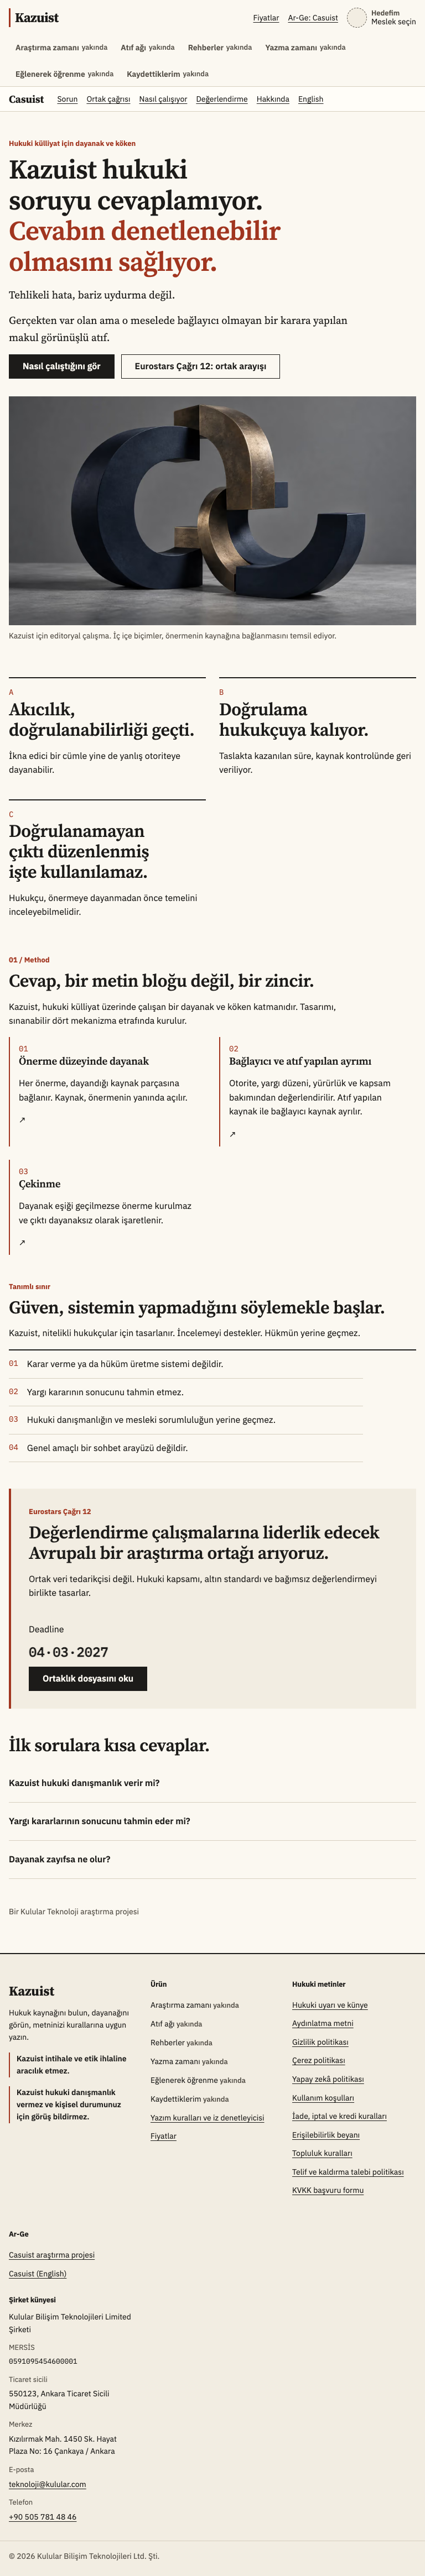 Kazuist
Fiyatlar
Ar-Ge: Casuist
Hedefim
Meslek seçin
Araştırma zamanı yakında
Atıf ağı yakında
Rehberler yakında
Yazma zamanı yakında
Eğlenerek öğrenme yakında
Kaydettiklerim yakında
Casuist
Sorun
Ortak çağrısı
Nasıl çalışıyor
Değerlendirme
Hakkında
English
Hukuki külliyat için dayanak ve köken
Kazuist hukuki
soruyu cevaplamıyor.
Cevabın denetlenebilir
olmasını sağlıyor.
Tehlikeli hata, bariz uydurma değil.
Gerçekten var olan ama o meselede bağlayıcı olmayan bir karara yapılan
makul görünüşlü atıf.
Nasıl çalıştığını gör
Eurostars Çağrı 12: ortak arayışı
Kazuist için editoryal çalışma. İç içe biçimler, önermenin kaynağına bağlanmasını temsil ediyor.
A
Akıcılık,
doğrulanabilirliği geçti.
İkna edici bir cümle yine de yanlış otoriteye
dayanabilir.
B
Doğrulama
hukukçuya kalıyor.
Taslakta kazanılan süre, kaynak kontrolünde geri
veriliyor.
C
Doğrulanamayan
çıktı düzenlenmiş
işte kullanılamaz.
Hukukçu, önermeye dayanmadan önce temelini
inceleyebilmelidir.
01 / Method
Cevap, bir metin bloğu değil, bir zincir.
Kazuist, hukuki külliyat üzerinde çalışan bir dayanak ve köken katmanıdır. Tasarımı,
sınanabilir dört mekanizma etrafında kurulur.
01
Önerme düzeyinde dayanak
Her önerme, dayandığı kaynak parçasına
bağlanır. Kaynak, önermenin yanında açılır.
↗
02
Bağlayıcı ve atıf yapılan ayrımı
Otorite, yargı düzeni, yürürlük ve kapsam
bakımından değerlendirilir. Atıf yapılan
kaynak ile bağlayıcı kaynak ayrılır.
↗
03
Çekinme
Dayanak eşiği geçilmezse önerme kurulmaz
ve çıktı dayanaksız olarak işaretlenir.
↗
Tanımlı sınır
Güven, sistemin yapmadığını söylemekle başlar.
Kazuist, nitelikli hukukçular için tasarlanır. İncelemeyi destekler. Hükmün yerine geçmez.
01 Karar verme ya da hüküm üretme sistemi değildir.
02 Yargı kararının sonucunu tahmin etmez.
03 Hukuki danışmanlığın ve mesleki sorumluluğun yerine geçmez.
04 Genel amaçlı bir sohbet arayüzü değildir.
Eurostars Çağrı 12
Değerlendirme çalışmalarına liderlik edecek
Avrupalı bir araştırma ortağı arıyoruz.
Ortak veri tedarikçisi değil. Hukuki kapsamı, altın standardı ve bağımsız değerlendirmeyi
birlikte tasarlar.
Deadline
04·03·2027
Ortaklık dosyasını oku
İlk sorulara kısa cevaplar.
Kazuist hukuki danışmanlık verir mi?
Yargı kararlarının sonucunu tahmin eder mi?
Dayanak zayıfsa ne olur?
Bir Kulular Teknoloji araştırma projesi
Kazuist
Hukuk kaynağını bulun, dayanağını
görün, metninizi kurallarına uygun
yazın.
Kazuist intihale ve etik ihlaline
aracılık etmez.
Kazuist hukuki danışmanlık
vermez ve kişisel durumunuz
için görüş bildirmez.
Ürün
Araştırma zamanı yakında
Atıf ağı yakında
Rehberler yakında
Yazma zamanı yakında
Eğlenerek öğrenme yakında
Kaydettiklerim yakında
Yazım kuralları ve iz denetleyicisi
Fiyatlar
Hukuki metinler
Hukuki uyarı ve künye
Aydınlatma metni
Gizlilik politikası
Çerez politikası
Yapay zekâ politikası
Kullanım koşulları
İade, iptal ve kredi kuralları
Erişilebilirlik beyanı
Topluluk kuralları
Telif ve kaldırma talebi politikası
KVKK başvuru formu
Ar-Ge
Casuist araştırma projesi
Casuist (English)
Şirket künyesi
Kulular Bilişim Teknolojileri Limited
Şirketi
MERSİS
0591095454600001
Ticaret sicili
550123, Ankara Ticaret Sicili
Müdürlüğü
Merkez
Kızılırmak Mah. 1450 Sk. Hayat
Plaza No: 16 Çankaya / Ankara
E-posta
teknoloji@kulular.com
Telefon
+90 505 781 48 46
© 2026 Kulular Bilişim Teknolojileri Ltd. Şti.